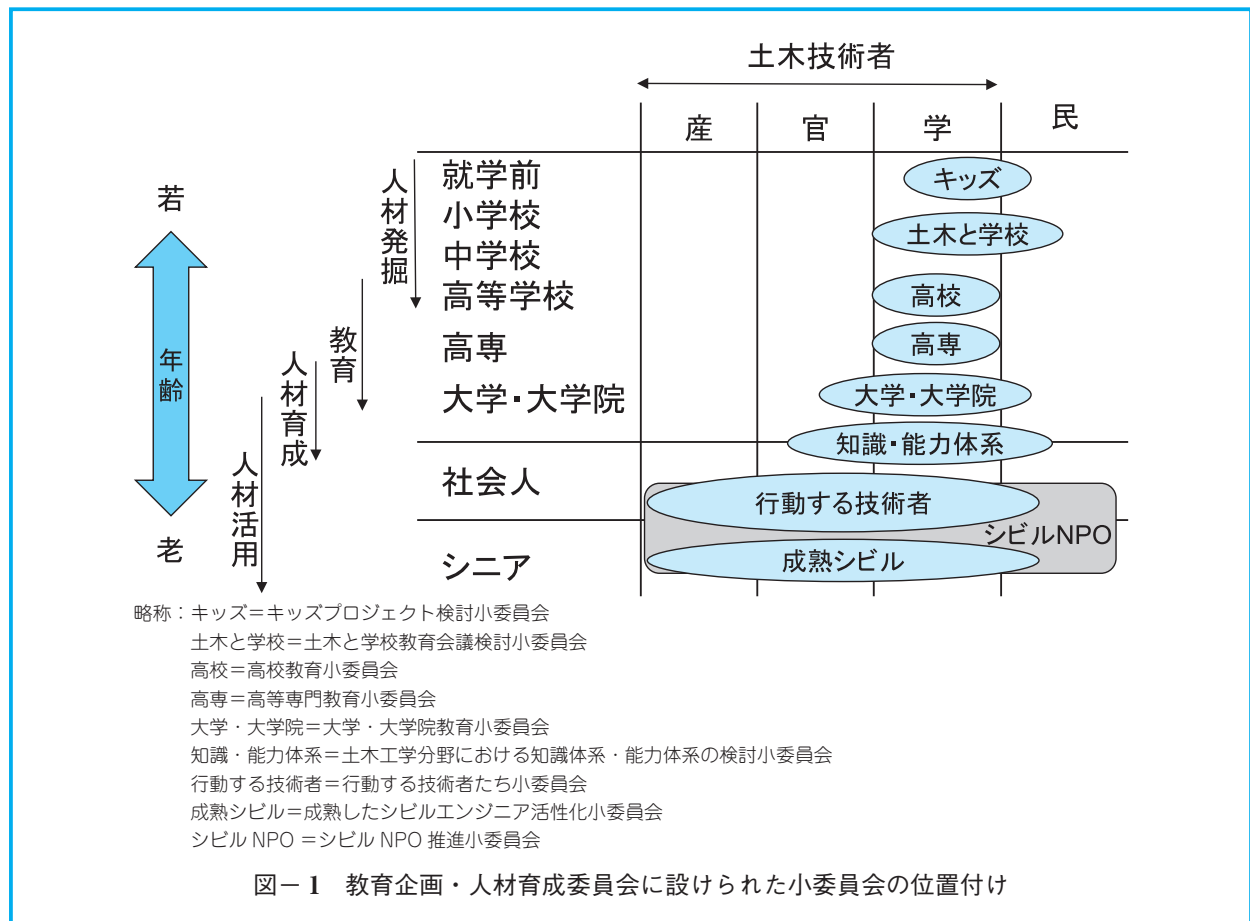 土木技術者
産 官 学 民
若
年齢
老
人材発掘
教育
人材育成
人材活用
就学前
小学校
中学校
高等学校
高専
大学・大学院
社会人
シニア
キッズ
土木と学校
高校
高専
大学・大学院
知識・能力体系
行動する技術者
シビルNPO
成熟シビル
略称：キッズ＝キッズプロジェクト検討小委員会
土木と学校＝土木と学校教育会議検討小委員会
高校＝高校教育小委員会
高専＝高等専門教育小委員会
大学・大学院＝大学・大学院教育小委員会
知識・能力体系＝土木工学分野における知識体系・能力体系の検討小委員会
行動する技術者＝行動する技術者たち小委員会
成熟シビル＝成熟したシビルエンジニア活性化小委員会
シビル NPO ＝シビル NPO 推進小委員会
図－1 教育企画・人材育成委員会に設けられた小委員会の位置付け